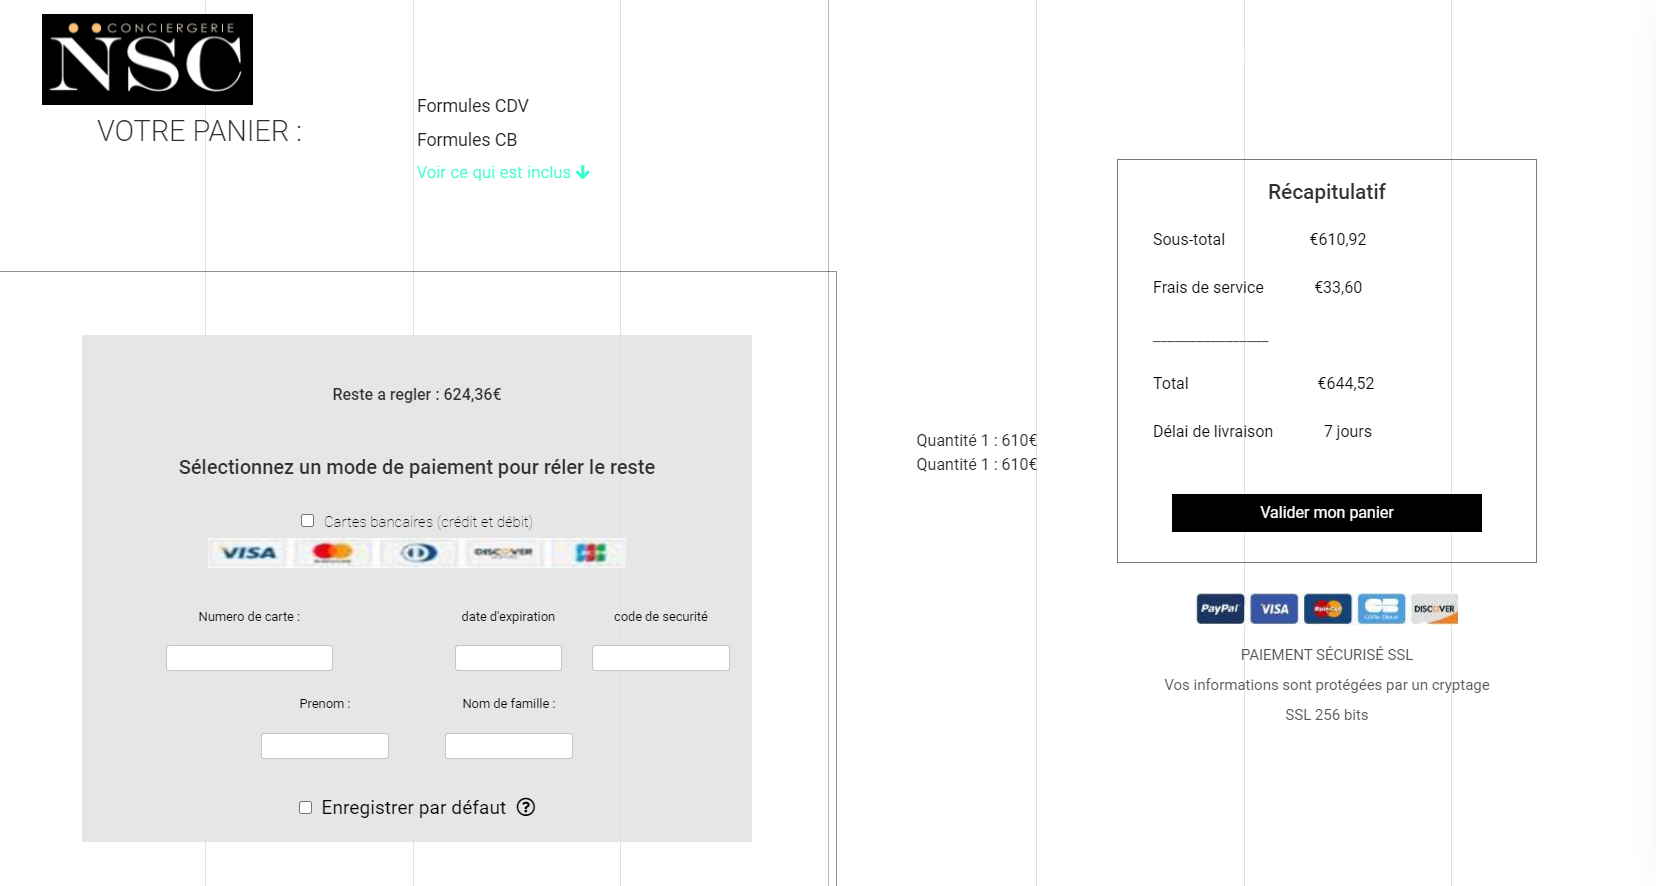 CONCIERGERIE
NSC
VOTRE PANIER :
Formules CDV
Formules CB
Voir ce qui est inclus
Reste a regler : 624,36€
Sélectionnez un mode de paiement pour réler le reste
Cartes bancaires (crédit et débit)
VISA DISCOVER
Numero de carte :
date d'expiration
code de securité
Prenom :
Nom de famille :
Enregistrer par défaut ?
Quantité 1 : 610€
Quantité 1 : 610€
Récapitulatif
Sous-total €610,92
Frais de service €33,60
________________
Total €644,52
Délai de livraison 7 jours
Valider mon panier
PayPal VISA MasterCard CB DISCOVER
PAIEMENT SÉCURISÉ SSL
Vos informations sont protégées par un cryptage
SSL 256 bits